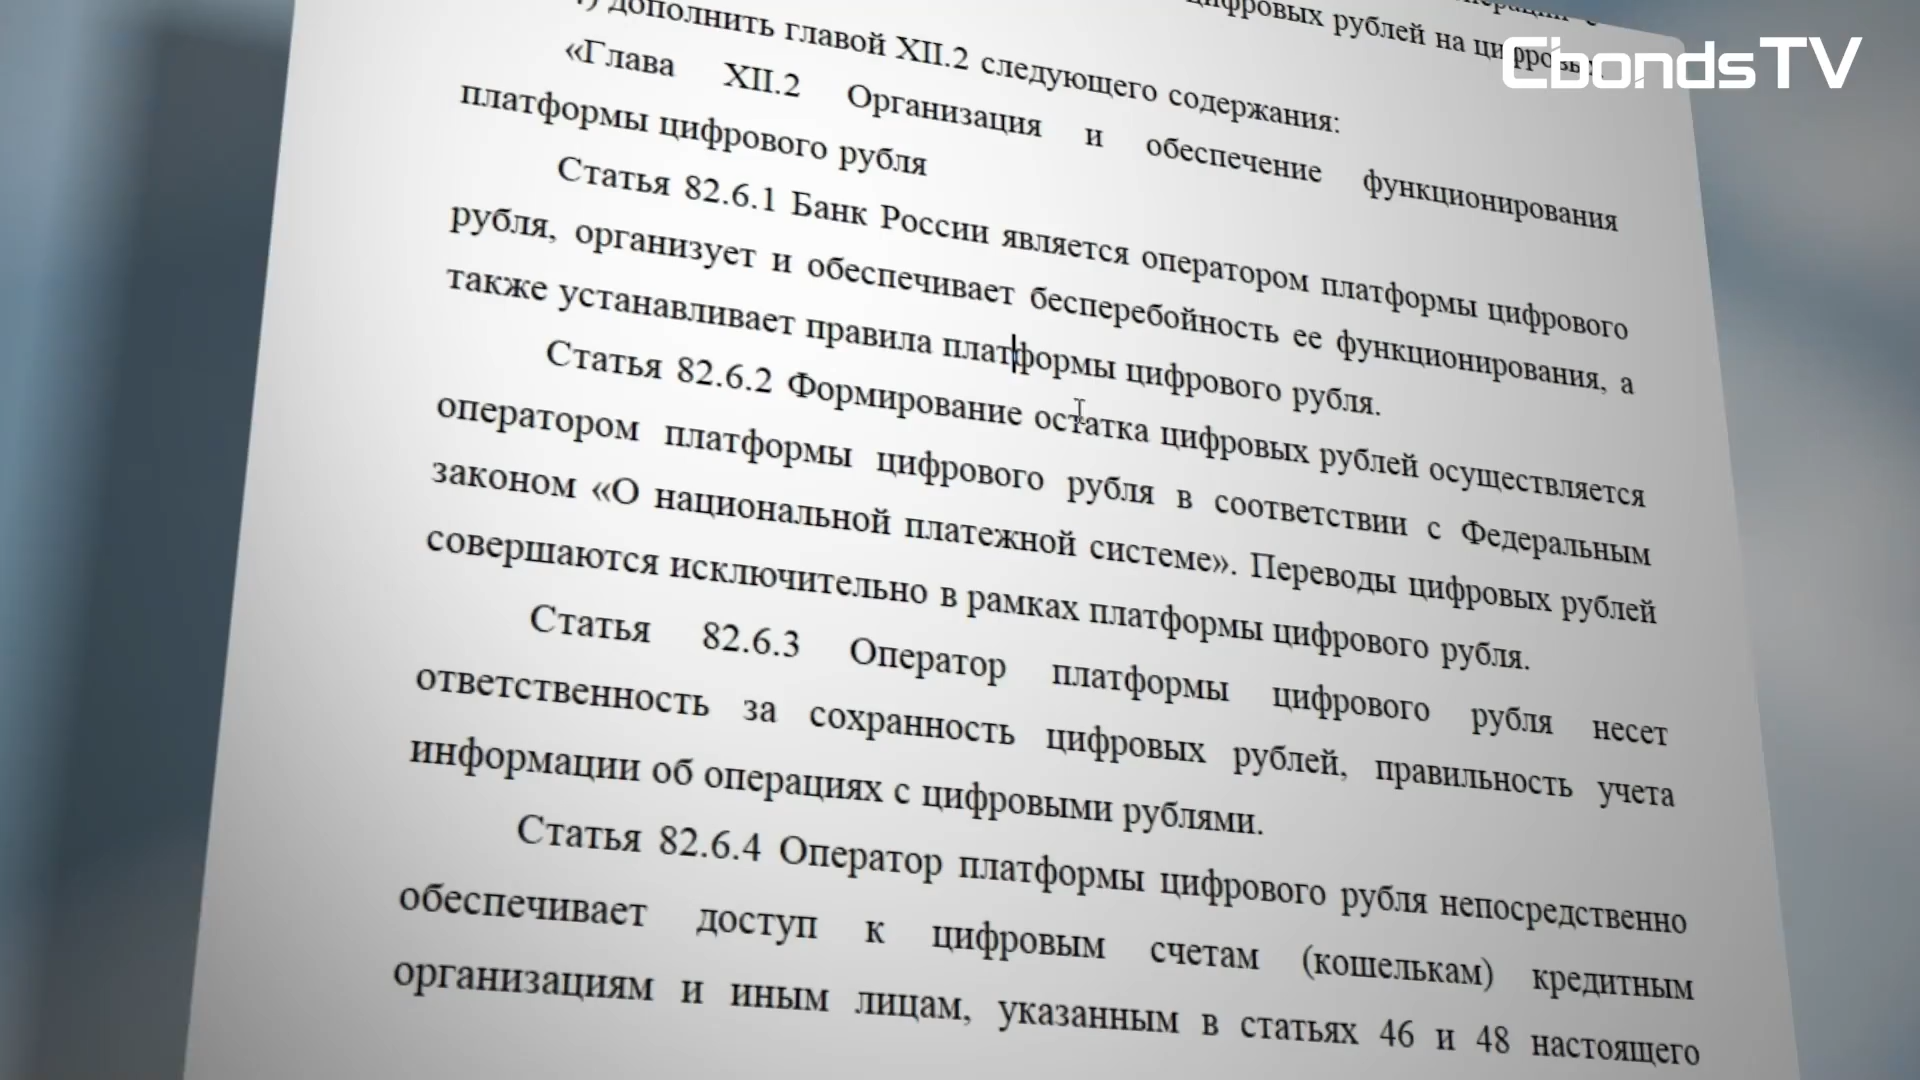 цифровых рублей на цифровых
дополнить главой XII.2 следующего содержания:
CbondsTV
«Глава XII.2 Организация и обеспечение функционирования
платформы цифрового рубля
Статья 82.6.1 Банк России является оператором платформы цифрового
рубля, организует и обеспечивает бесперебойность ее функционирования, а
также устанавливает правила платформы цифрового рубля.
Статья 82.6.2 Формирование остатка цифровых рублей осуществляется
оператором платформы цифрового рубля в соответствии с Федеральным
законом «О национальной платежной системе». Переводы цифровых рублей
совершаются исключительно в рамках платформы цифрового рубля.
Статья 82.6.3 Оператор платформы цифрового рубля несет
ответственность за сохранность цифровых рублей, правильность учета
информации об операциях с цифровыми рублями.
Статья 82.6.4 Оператор платформы цифрового рубля непосредственно
обеспечивает доступ к цифровым счетам (кошелькам) кредитным
организациям и иным лицам, указанным в статьях 46 и 48 настоящего